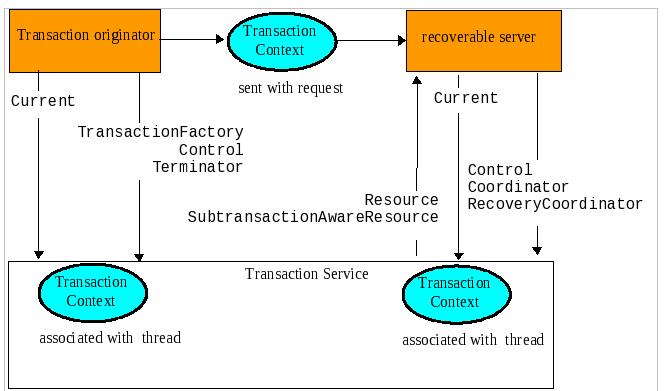 Transaction originator
Transaction
Context
recoverable server
sent with request
Current
TransactionFactory
Control
Terminator
Current
Control
Coordinator
RecoveryCoordinator
Resource
SubtransactionAwareResource
Transaction Service
Transaction
Context
associated with thread
Transaction
Context
associated with thread